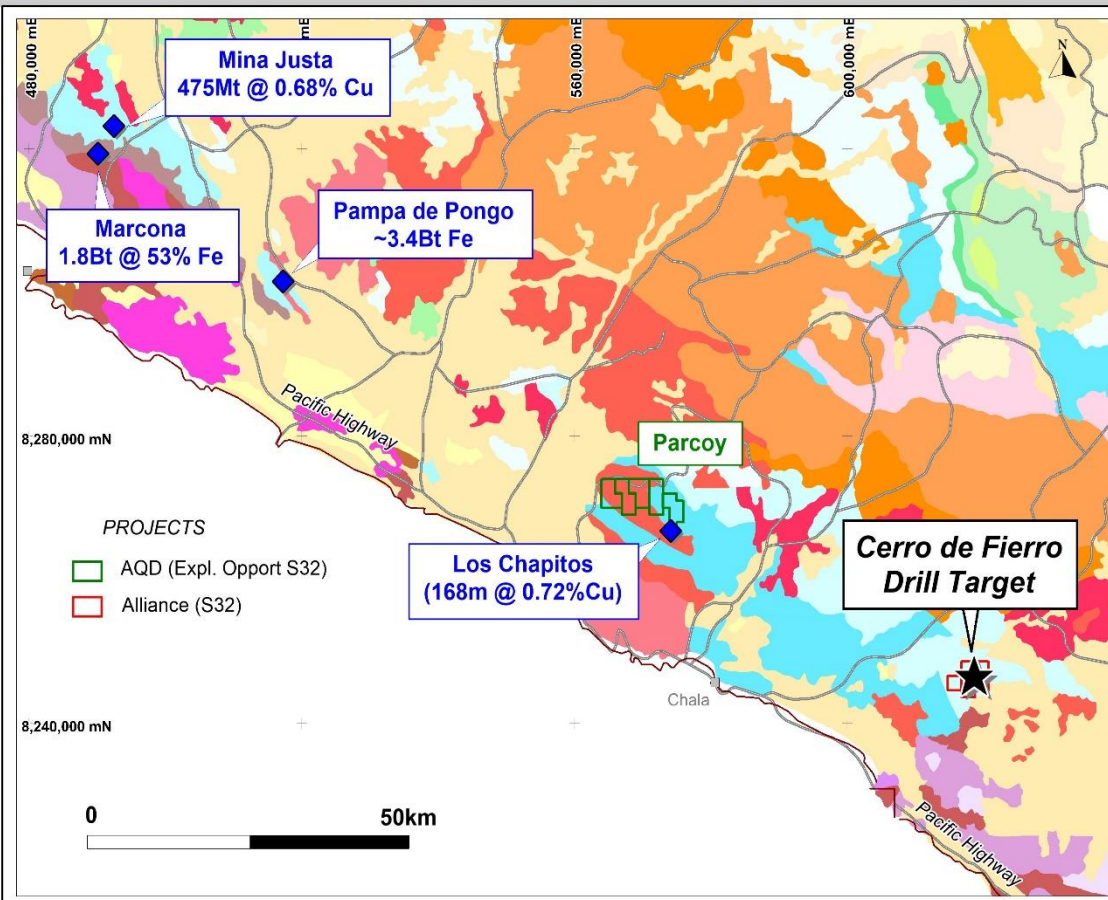 480,000 mE
560,000 mE
600,000 mE
N
Mina Justa
475Mt @ 0.68% Cu
Marcona
1.8Bt @ 53% Fe
Pampa de Pongo
~3.4Bt Fe
Pacific Highway
8,280,000 mN
Parcoy
PROJECTS
AQD (Expl. Opport S32)
Alliance (S32)
Los Chapitos
(168m @ 0.72%Cu)
Cerro de Fierro
Drill Target
Chala
8,240,000 mN
0
50km
Pacific Highway